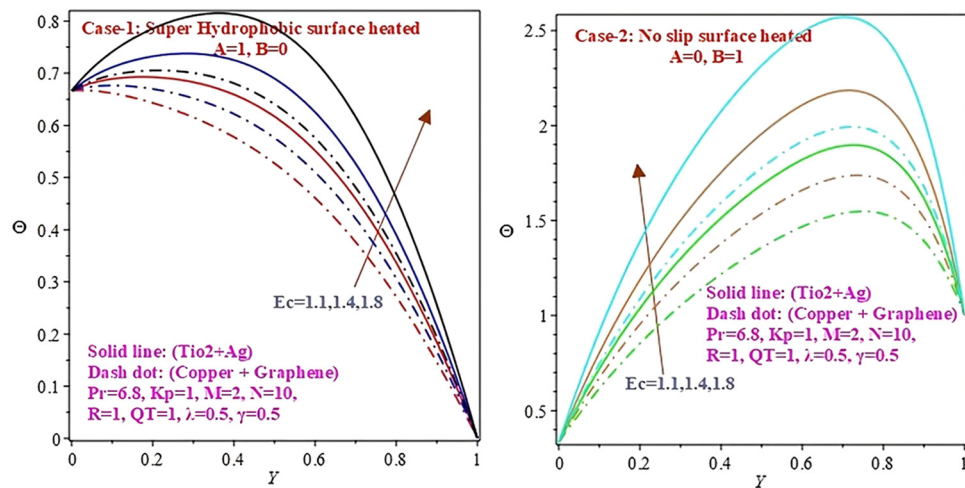 Case-1: Super Hydrophobic surface heated
A=1, B=0
0.8
0.7
0.6
0.5
0.4
0.3
0.2
0.1
0
Θ
Ec=1.1,1.4,1.8
Solid line: (Tio2+Ag)
Dash dot: (Copper + Graphene)
Pr=6.8, Kp=1, M=2, N=10,
R=1, QT=1, λ=0.5, γ=0.5
0 0.2 0.4 0.6 0.8 1
Y
Case-2: No slip surface heated
A=0, B=1
2.5
2
1.5
1
0.5
Θ
Solid line: (Tio2+Ag)
Dash dot: (Copper + Graphene)
Pr=6.8, Kp=1, M=2, N=10,
R=1, QT=1, λ=0.5, γ=0.5
Ec=1.1,1.4,1.8
0 0.2 0.4 0.6 0.8 1
Y